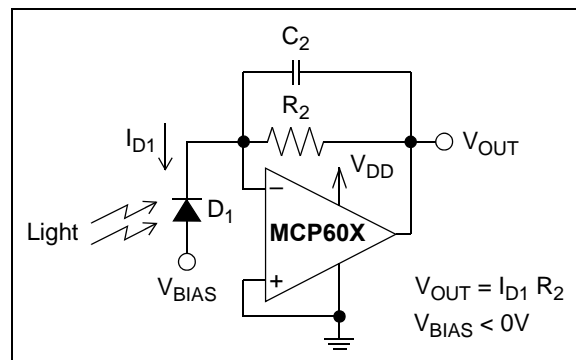 C2
R2
ID1
VDD
VOUT
−
Light
D1
MCP60X
+
VBIAS
VOUT = ID1 R2
VBIAS < 0V